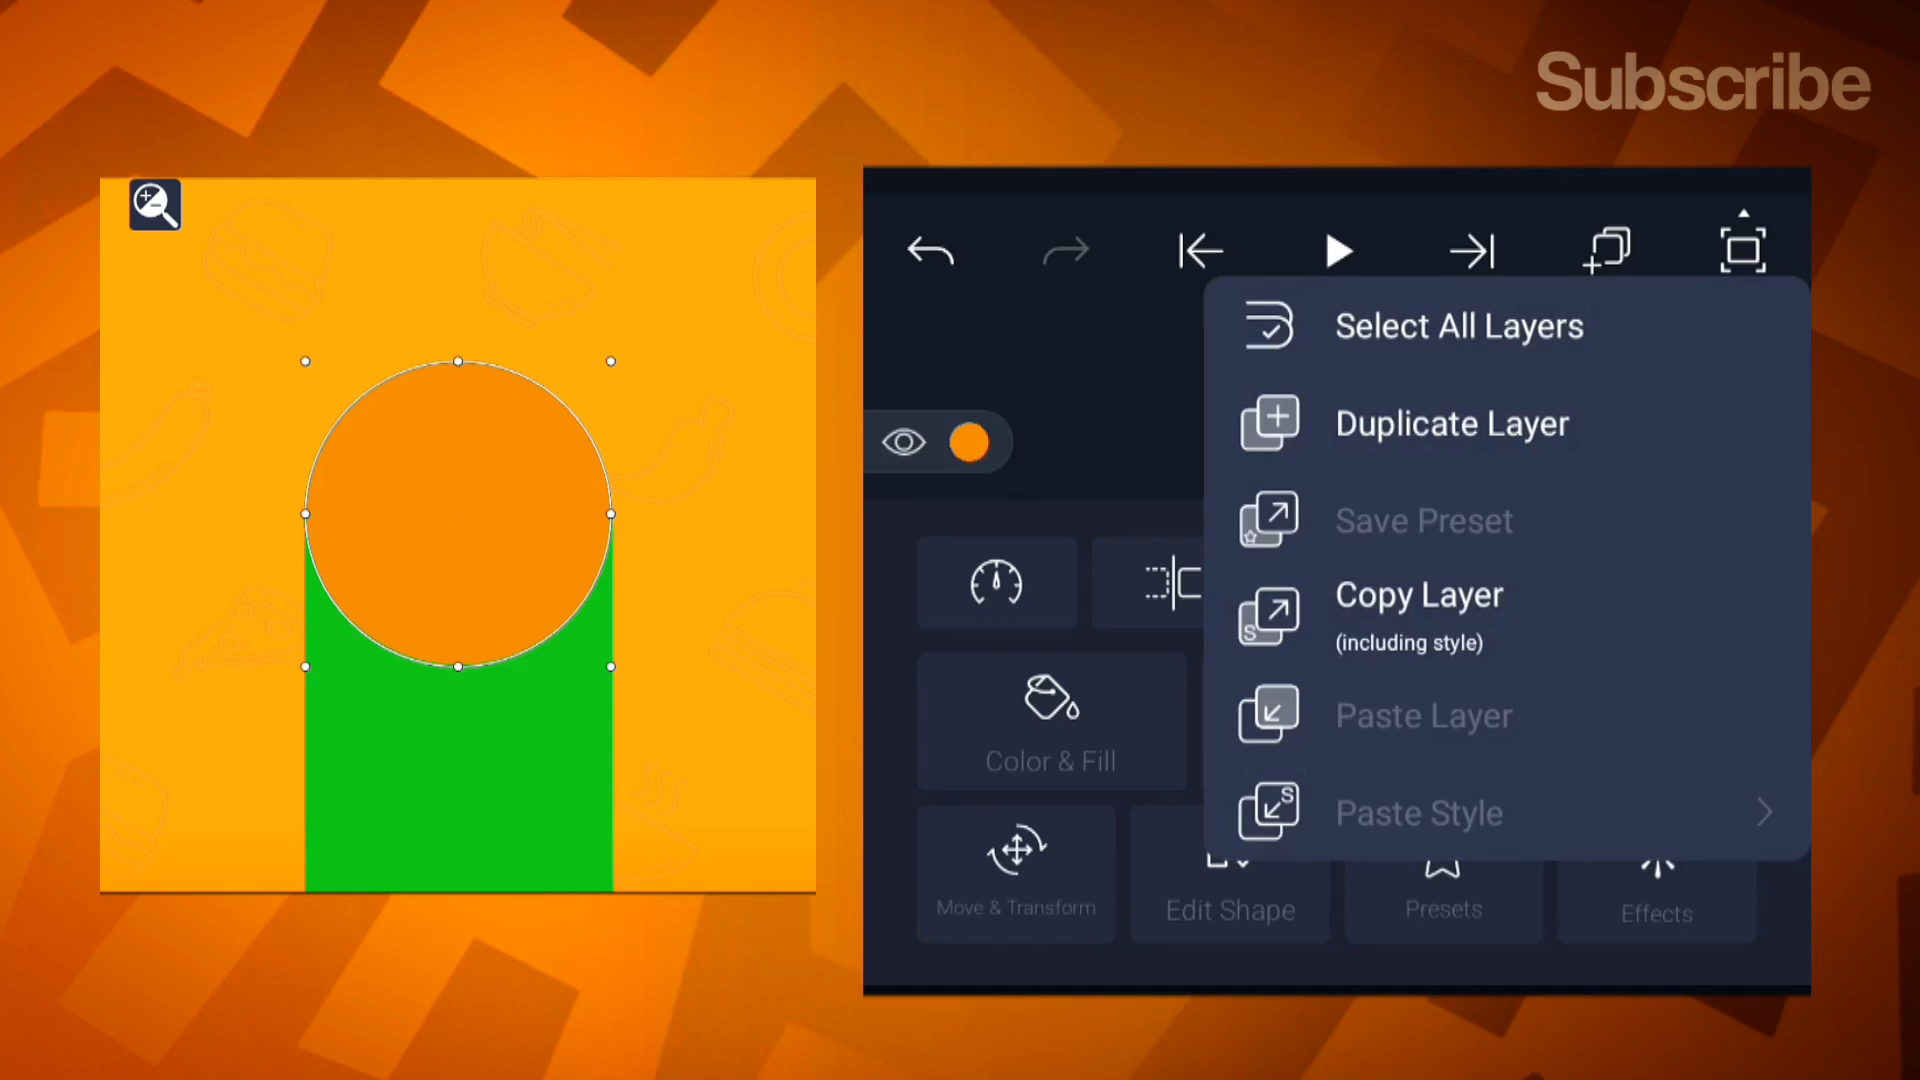 Subscribe
Select All Layers
Duplicate Layer
Save Preset
Copy Layer
(including style)
Paste Layer
Paste Style
Color & Fill
Move & Transform
Edit Shape
Presets
Effects